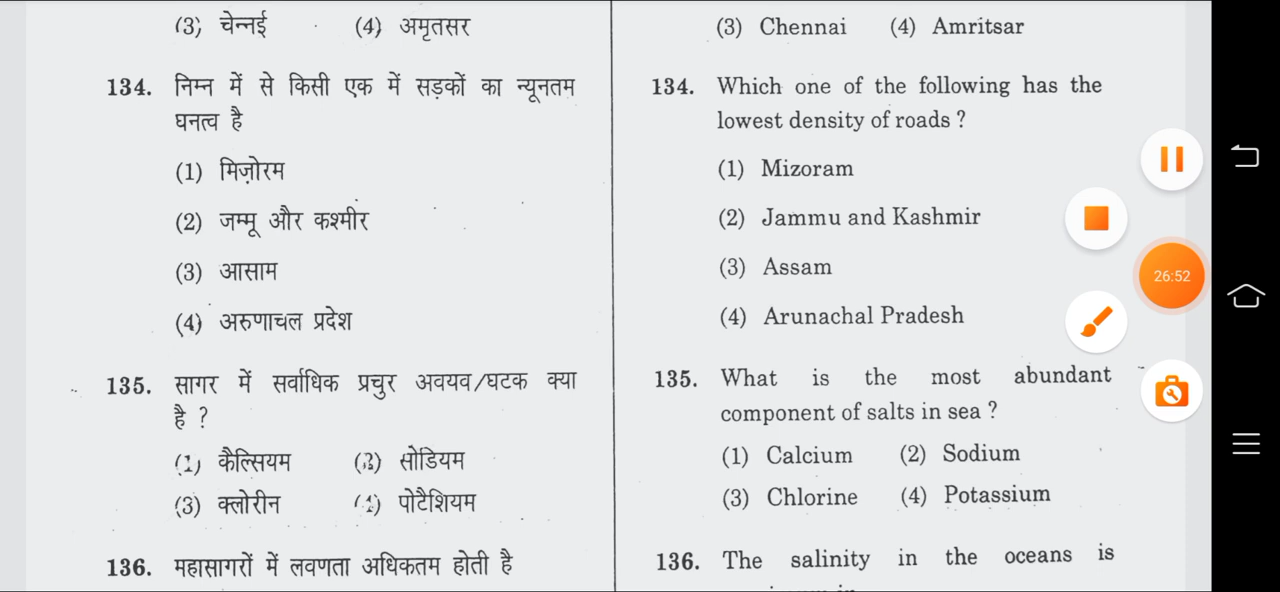 (3) चेन्नई (4) अमृतसर
134. निम्न में से किसी एक में सड़कों का न्यूनतम
घनत्व है
(1) मिज़ोरम
(2) जम्मू और कश्मीर
(3) आसाम
(4) अरुणाचल प्रदेश
135. सागर में सर्वाधिक प्रचुर अवयव/घटक क्या
है ?
(1) कैल्सियम (2) सोडियम
(3) क्लोरीन (4) पोटैशियम
136. महासागरों में लवणता अधिकतम होती है
(3) Chennai (4) Amritsar
134. Which one of the following has the
lowest density of roads ?
(1) Mizoram
(2) Jammu and Kashmir
(3) Assam
(4) Arunachal Pradesh
135. What is the most abundant
component of salts in sea ?
(1) Calcium (2) Sodium
(3) Chlorine (4) Potassium
136. The salinity in the oceans is
26:52